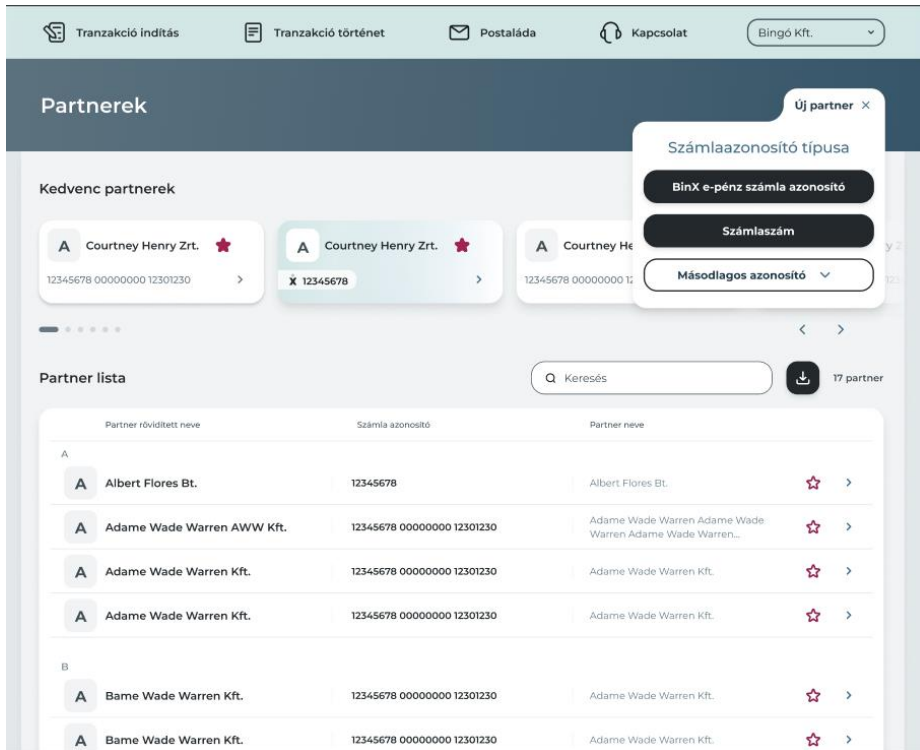 Tranzakció indítás
Tranzakció történet
Postaláda
Kapcsolat
Bingó Kft.
Partnerek
Új partner
Számlaazonosító típusa
BinX e-pénz számla azonosító
Számlaszám
Másodlagos azonosító
Kedvenc partnerek
A Courtney Henry Zrt.
12345678 00000000 12301230
A Courtney Henry Zrt.
Ẍ 12345678
A Courtney He
12345678 00000000 12
Partner lista
Keresés
17 partner
Partner rövidített neve Számla azonosító Partner neve
A
A Albert Flores Bt. 12345678 Albert Flores Bt.
A Adame Wade Warren AWW Kft. 12345678 00000000 12301230 Adame Wade Warren Adame Wade
Warren Adame Wade Warren...
A Adame Wade Warren Kft. 12345678 00000000 12301230 Adame Wade Warren Kft.
A Adame Wade Warren Kft. 12345678 00000000 12301230 Adame Wade Warren Kft.
B
A Bame Wade Warren Kft. 12345678 00000000 12301230 Adame Wade Warren Kft.
A Bame Wade Warren Kft. 12345678 00000000 12301230 Adame Wade Warren Kft.